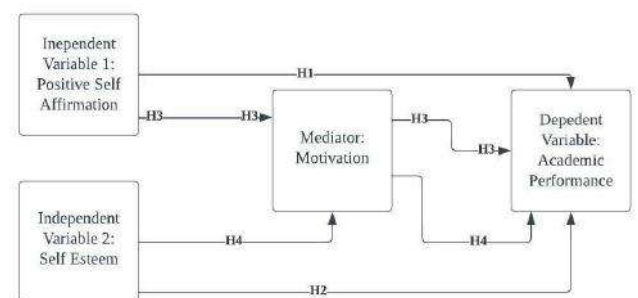 Inependent
Variable 1:
Positive Self
Affirmation
H1
H3
H3
Mediator:
Motivation
H3
H3
Depedent
Variable:
Academic
Performance
Independent
Variable 2:
Self Esteem
H4
H4
H2